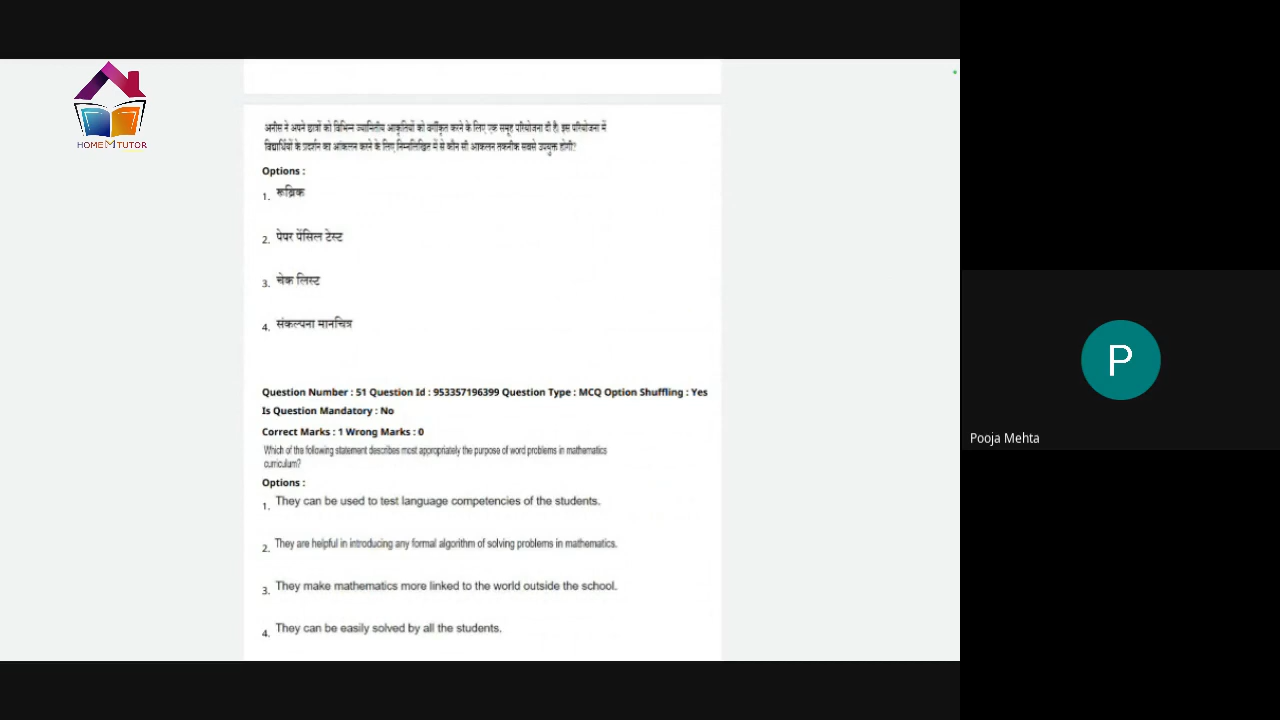 HOMEMTUTOR
अनीस ने अपने छात्रों को विभिन्न ज्यामितीय आकृतियों को वर्गीकृत करने के लिए एक समूह परियोजना दी है। इस परियोजना में
विद्यार्थियों के प्रदर्शन का आंकलन करने के लिए निम्नलिखित में से कौन सी आकलन तकनीक सबसे उपयुक्त होगी?
Options :
1. रूब्रिक
2. पेपर पेंसिल टेस्ट
3. चेक लिस्ट
4. संकल्पना मानचित्र
Question Number : 51 Question Id : 953357196399 Question Type : MCQ Option Shuffling : Yes
Is Question Mandatory : No
Correct Marks : 1 Wrong Marks : 0
Which of the following statement describes most appropriately the purpose of word problems in mathematics
curriculum?
Options :
1. They can be used to test language competencies of the students.
2. They are helpful in introducing any formal algorithm of solving problems in mathematics.
3. They make mathematics more linked to the world outside the school.
4. They can be easily solved by all the students.
P
Pooja Mehta